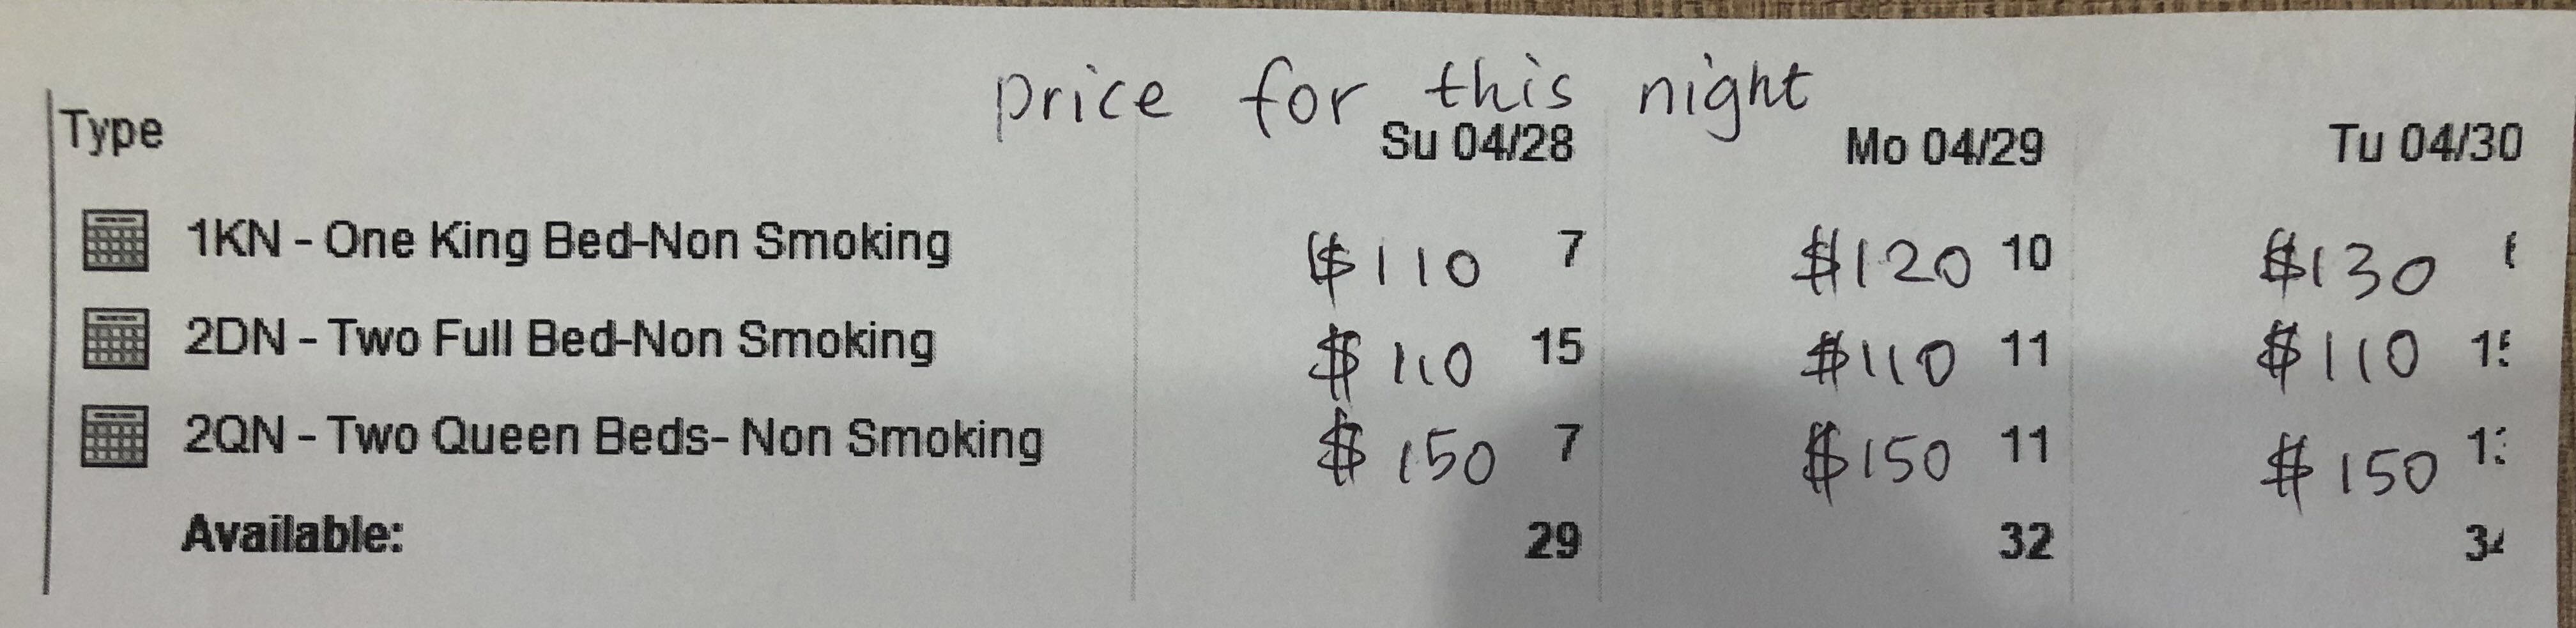 price for this night
Type Su 04/28 Mo 04/29 Tu 04/30
1KN - One King Bed-Non Smoking $110 7 $120 10 $130
2DN - Two Full Bed-Non Smoking $110 15 $110 11 $110
2QN - Two Queen Beds- Non Smoking $150 7 $150 11 $150
Available: 29 32